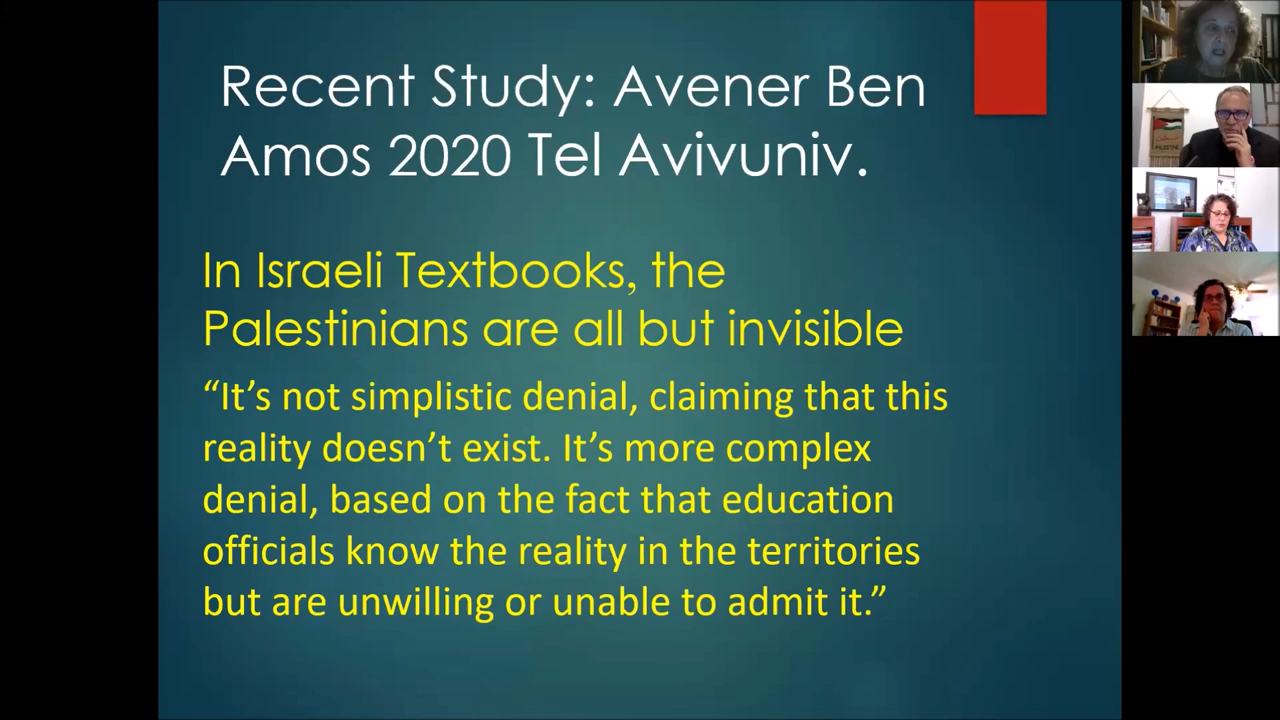 Recent Study: Avener Ben
Amos 2020 Tel Avivuniv.
In Israeli Textbooks, the
Palestinians are all but invisible
“It’s not simplistic denial, claiming that this
reality doesn’t exist. It’s more complex
denial, based on the fact that education
officials know the reality in the territories
but are unwilling or unable to admit it.”
PALESTINE